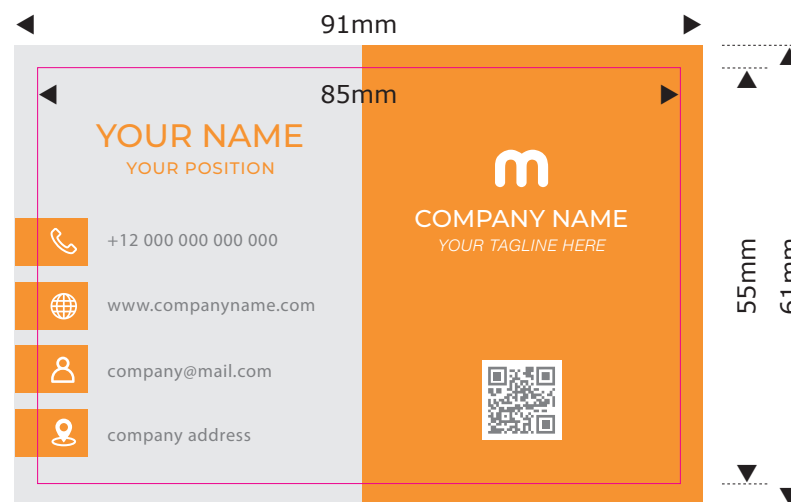 91mm
85mm
YOUR NAME
YOUR POSITION
+12 000 000 000 000
www.companyname.com
company@mail.com
company address
m
COMPANY NAME
YOUR TAGLINE HERE
55mm
61mm